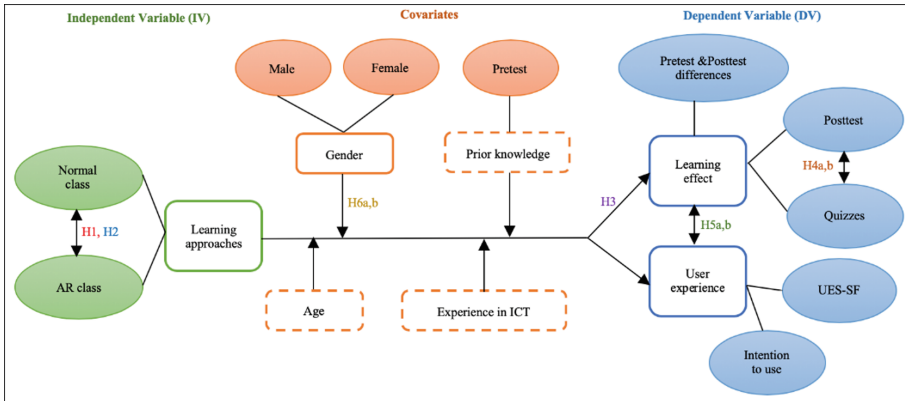 Independent Variable (IV)
Covariates
Dependent Variable (DV)
Male
Female
Pretest
Pretest &Posttest
differences
Posttest
Normal
class
Gender
Prior knowledge
Learning
effect
H4a,b
H6a,b
H3
H1, H2
Learning
approaches
H5a,b
Quizzes
AR class
Age
Experience in ICT
User
experience
UES-SF
Intention
to use